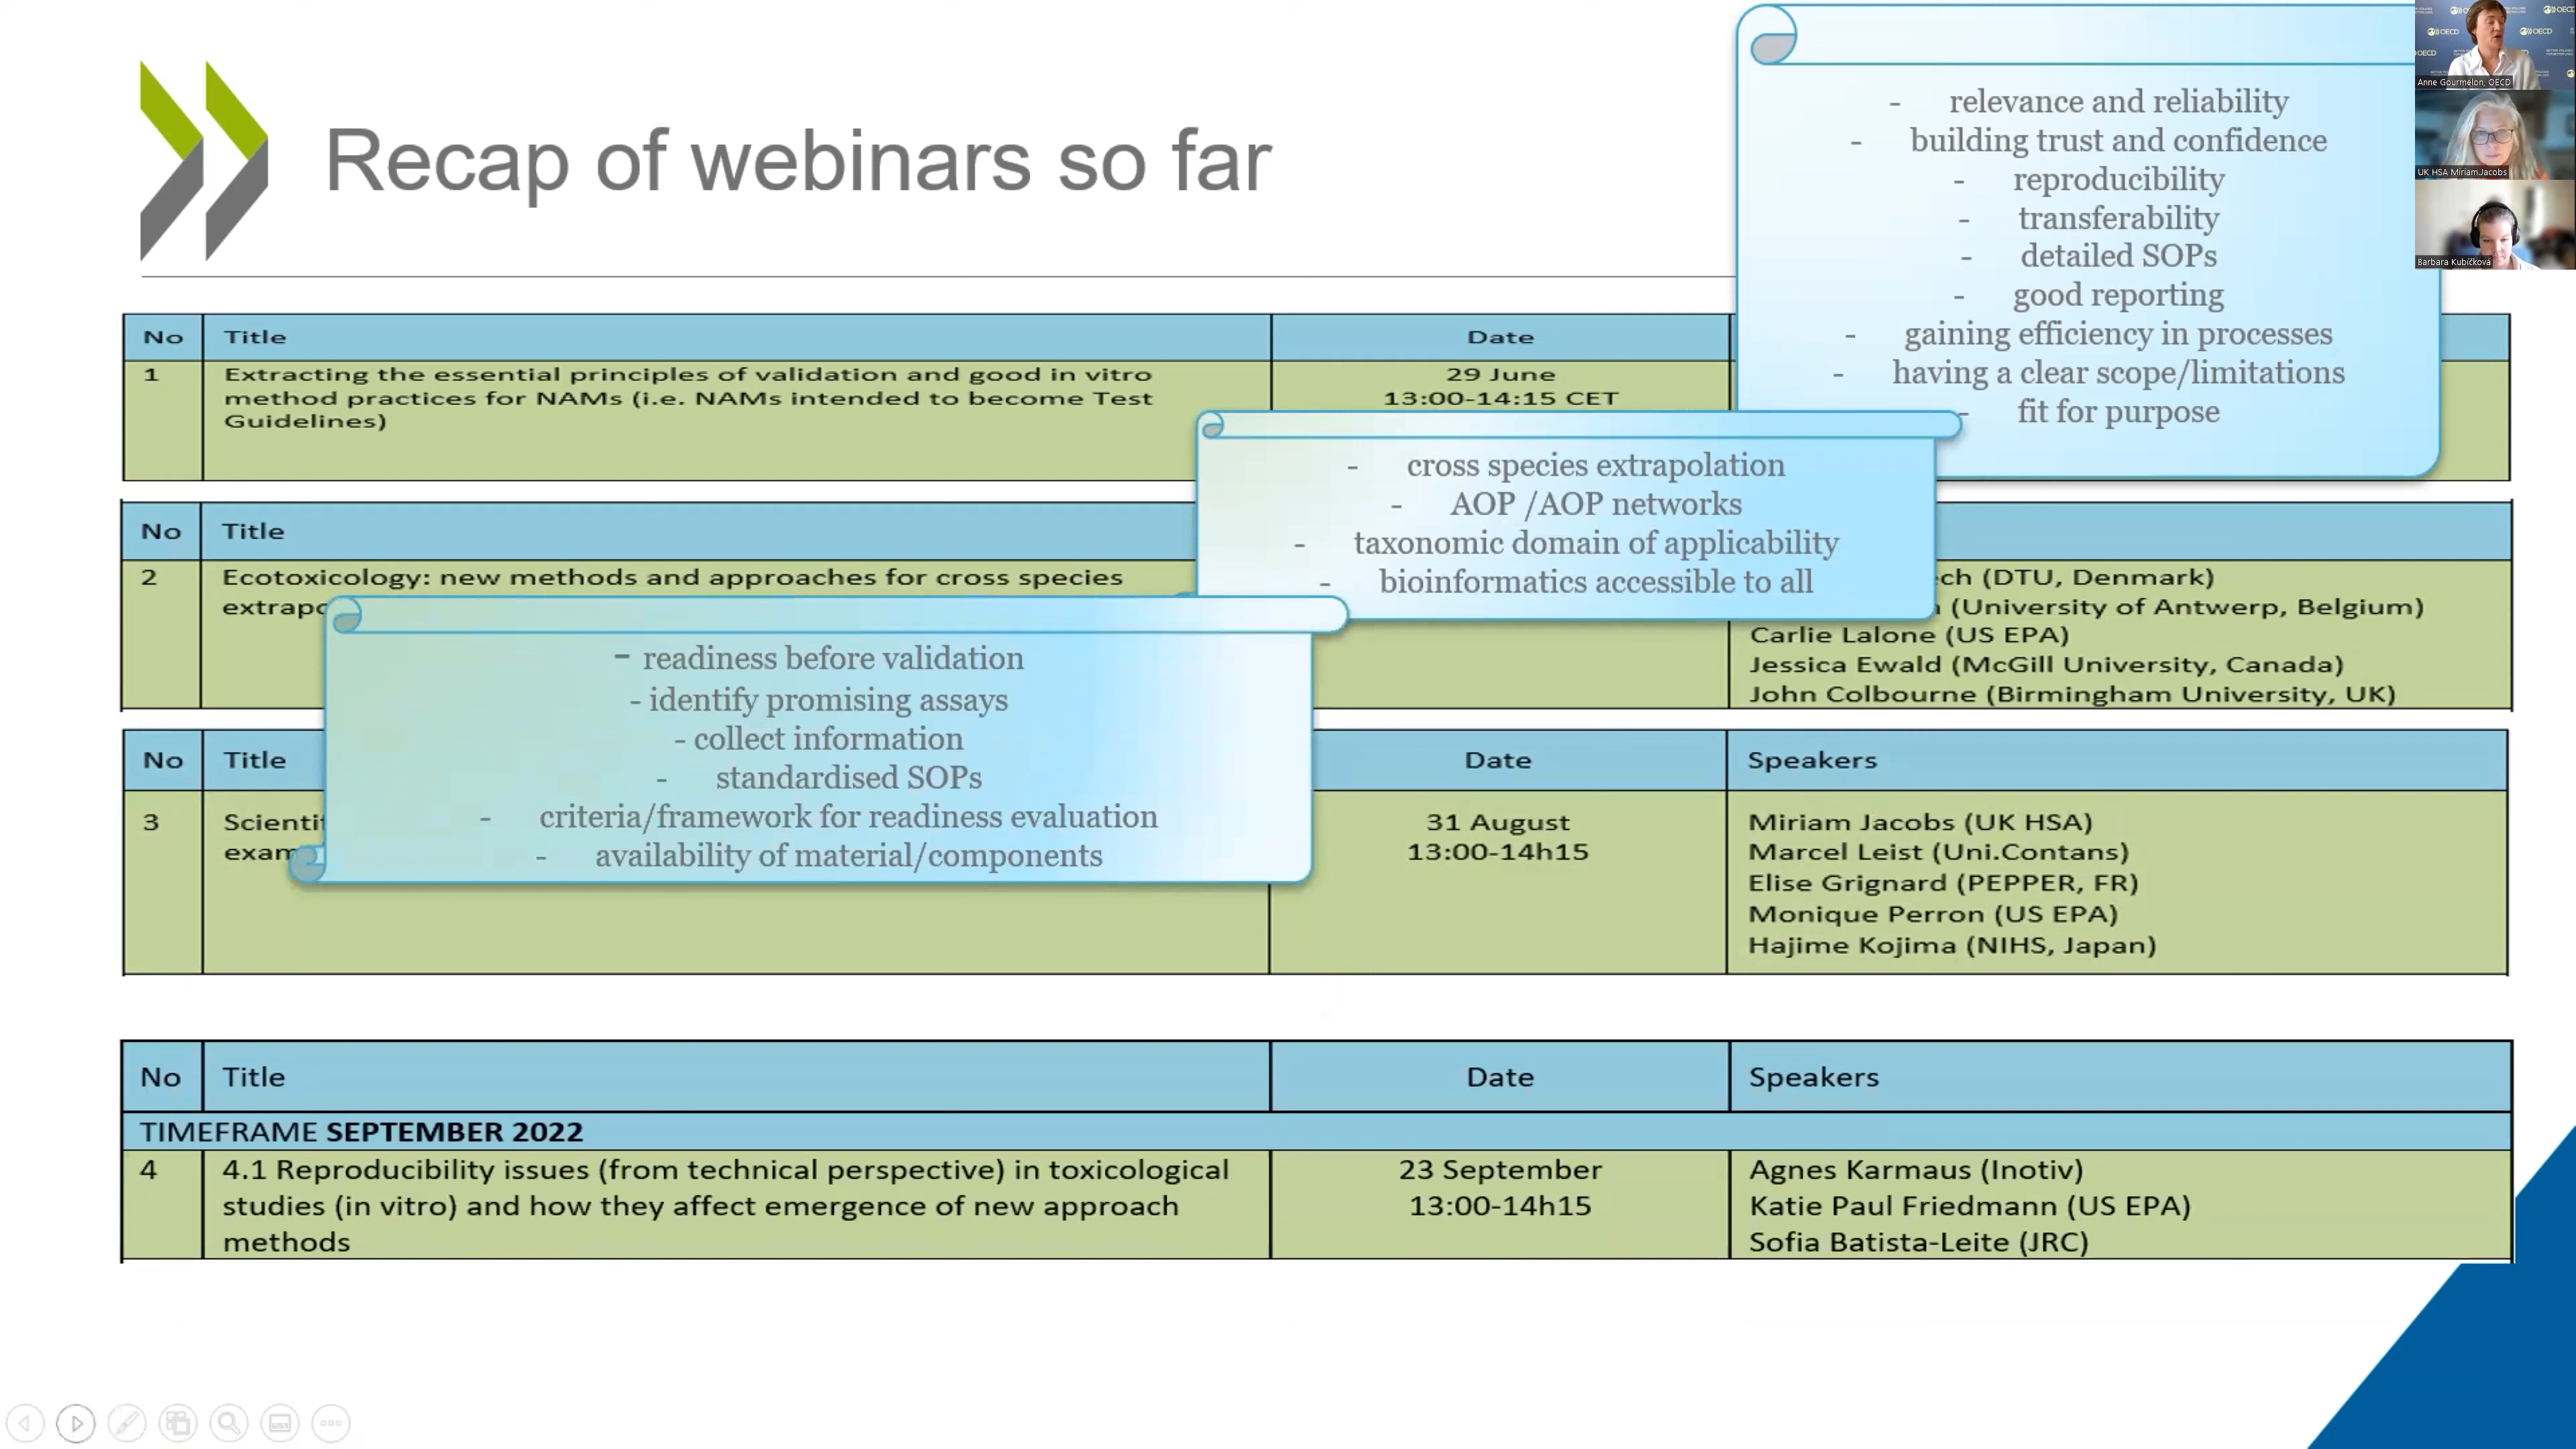 Recap of webinars so far
- relevance and reliability
- building trust and confidence
- reproducibility
- transferability
- detailed SOPs
- good reporting
- gaining efficiency in processes
- having a clear scope/limitations
- fit for purpose
OECD
Anne Gourmelon, OECD
UK HSA MiriamJacobs
Barbara Kubíčková
No Title Date
1 Extracting the essential principles of validation and good in vitro
method practices for NAMs (i.e. NAMs intended to become Test
Guidelines)
29 June
13:00-14:15 CET
- cross species extrapolation
- AOP /AOP networks
- taxonomic domain of applicability
- bioinformatics accessible to all
No Title
2 Ecotoxicology: new methods and approaches for cross species
(DTU, Denmark)
(University of Antwerp, Belgium)
Carlie Lalone (US EPA)
Jessica Ewald (McGill University, Canada)
John Colbourne (Birmingham University, UK)
- readiness before validation
- identify promising assays
- collect information
- standardised SOPs
- criteria/framework for readiness evaluation
- availability of material/components
No Title Date Speakers
3
31 August
13:00-14h15
Miriam Jacobs (UK HSA)
Marcel Leist (Uni.Contans)
Elise Grignard (PEPPER, FR)
Monique Perron (US EPA)
Hajime Kojima (NIHS, Japan)
No Title Date Speakers
TIMEFRAME SEPTEMBER 2022
4 4.1 Reproducibility issues (from technical perspective) in toxicological
studies (in vitro) and how they affect emergence of new approach
methods
23 September
13:00-14h15
Agnes Karmaus (Inotiv)
Katie Paul Friedmann (US EPA)
Sofia Batista-Leite (JRC)